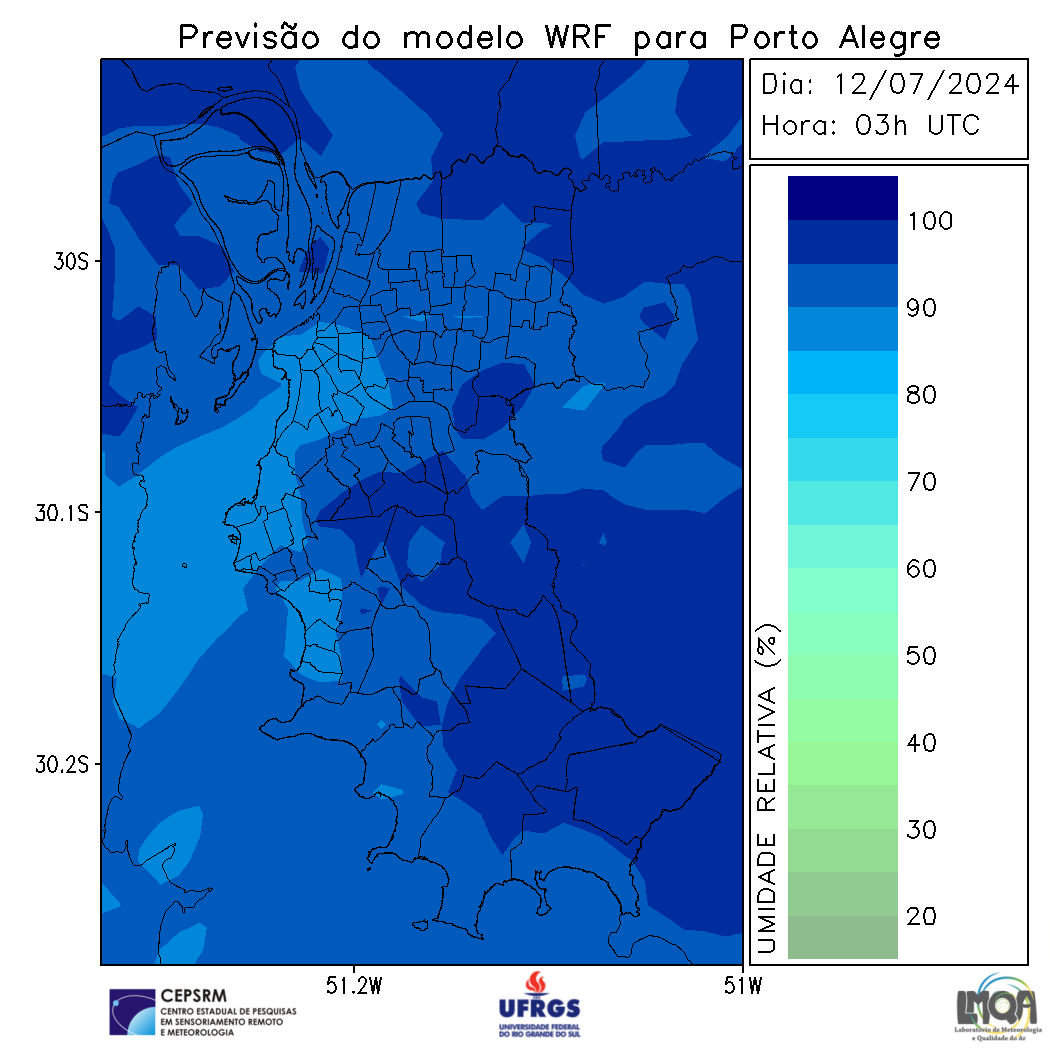 Previsão do modelo WRF para Porto Alegre
Dia: 12/07/2024
Hora: 03h UTC
100
90
80
70
60
50
40
30
20
UMIDADE RELATIVA (%)
30S
30.1S
30.2S
51.2W
51W
CEPSRM
CENTRO ESTADUAL DE PESQUISAS
EM SENSORIAMENTO REMOTO
E METEOROLOGIA
UFRGS
UNIVERSIDADE FEDERAL
DO RIO GRANDE DO SUL
LMQA
Laboratório de Meteorologia
e Qualidade do Ar